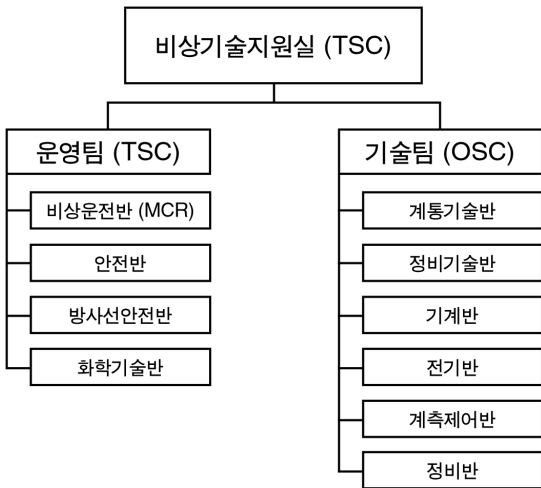 비상기술지원실 (TSC)
운영팀 (TSC)
비상운전반 (MCR)
안전반
방사선안전반
화학기술반
기술팀 (OSC)
계통기술반
정비기술반
기계반
전기반
계측제어반
정비반